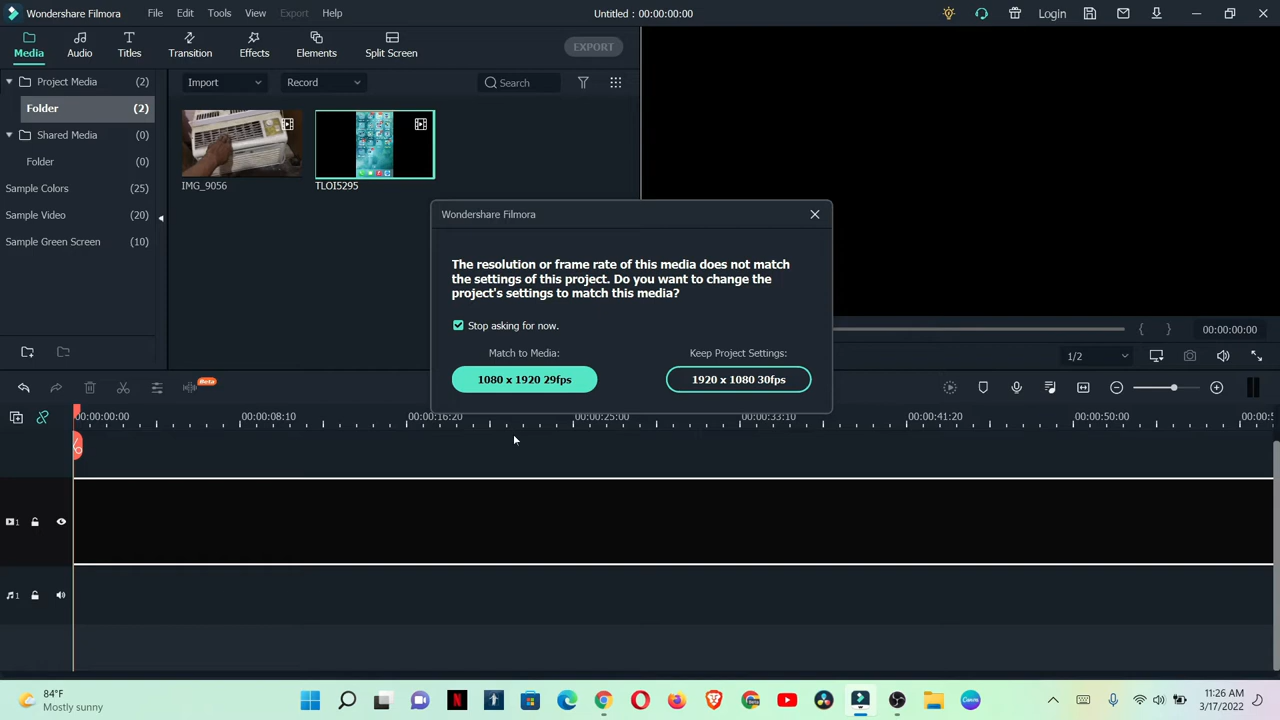 Wondershare Filmora File Edit Tools View Export Help Untitled : 00:00:00:00 Login
Media Audio Titles Transition Effects Elements Split Screen EXPORT
Project Media (2) Import Record Search
Folder (2)
Shared Media (0)
Folder (0)
Sample Colors (25)
Sample Video (20)
Sample Green Screen (10)
IMG_9056 TLOI5295
Wondershare Filmora
The resolution or frame rate of this media does not match
the settings of this project. Do you want to change the
project's settings to match this media?
Stop asking for now.
Match to Media: Keep Project Settings:
1080 x 1920 29fps 1920 x 1080 30fps
{ } 00:00:00:00
1/2
Beta
00:00:00:00 00:00:08:10 00:00:16:20 00:00:25:00 00:00:33:10 00:00:41:20 00:00:50:00 00:00:5
1
1
84°F
Mostly sunny
11:26 AM
3/17/2022